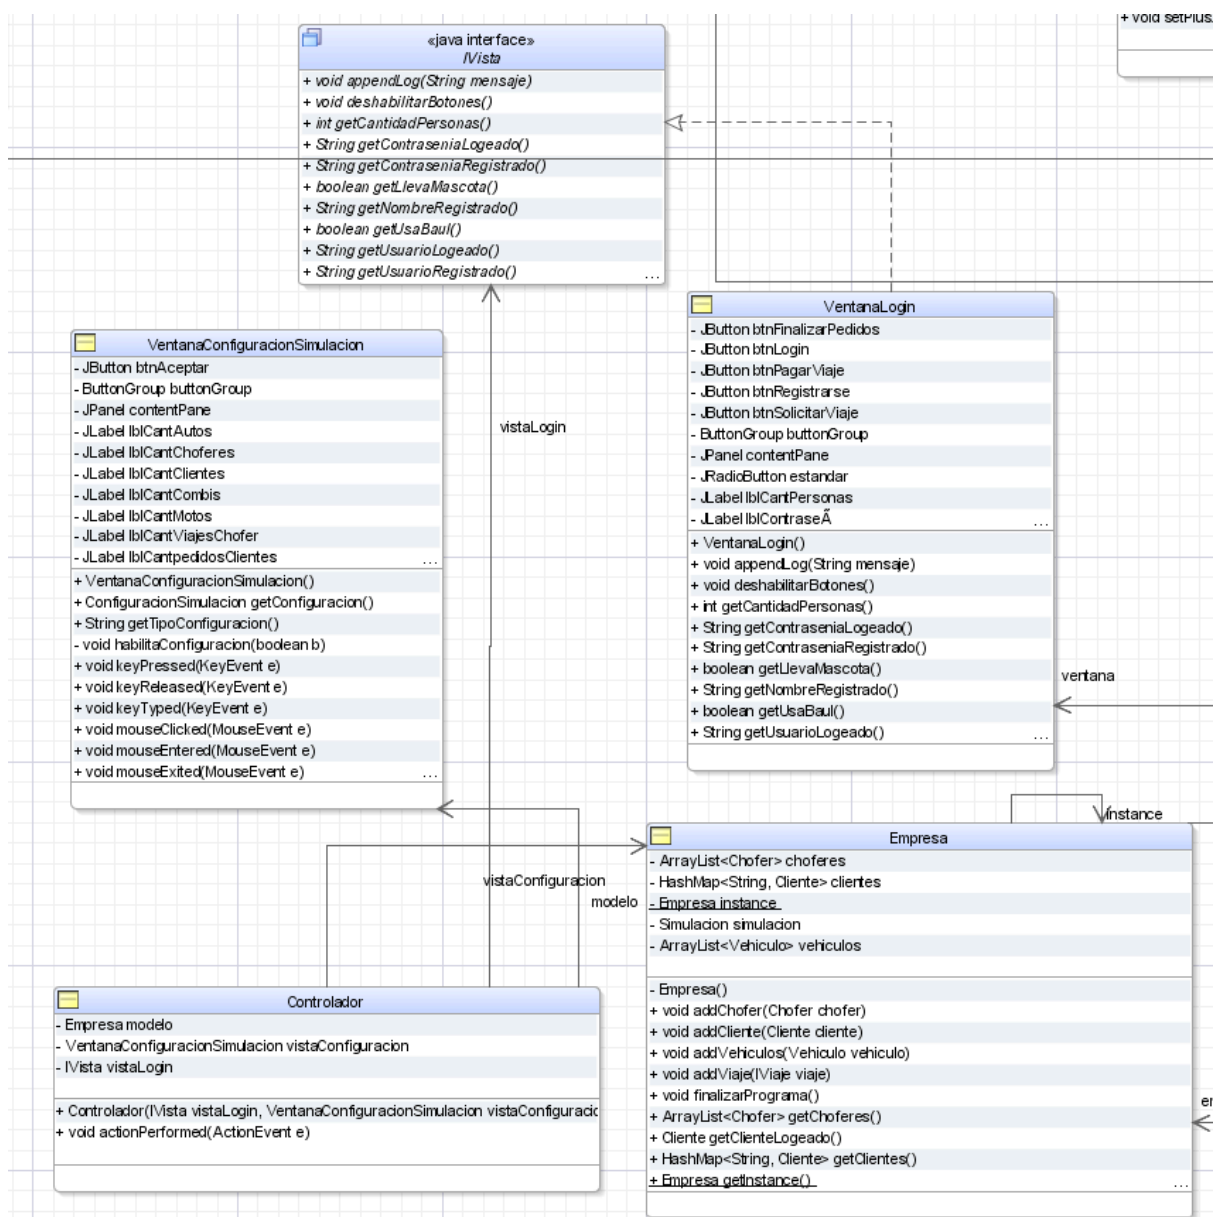 + void setPlus
«java interface»
IVista
+ void appendLog(String mensaje)
+ void deshabilitarBotones()
+ int getCantidadPersonas()
+ String getContraseniaLogeado()
+ String getContraseniaRegistrado()
+ boolean getLlevaMascota()
+ String getNombreRegistrado()
+ boolean getUsaBaul()
+ String getUsuarioLogeado()
+ String getUsuarioRegistrado()
...
VentanaConfiguracionSimulacion
- JButton btnAceptar
- ButtonGroup buttonGroup
- JPanel contentPane
- JLabel lblCantAutos
- JLabel lblCantChoferes
- JLabel lblCantClientes
- JLabel lblCantCombis
- JLabel lblCantMotos
- JLabel lblCantViajesChofer
- JLabel lblCantpedidosClientes
...
+ VentanaConfiguracionSimulacion()
+ ConfiguracionSimulacion getConfiguracion()
+ String getTipoConfiguracion()
- void habilitaConfiguracion(boolean b)
+ void keyPressed(KeyEvent e)
+ void keyReleased(KeyEvent e)
+ void keyTyped(KeyEvent e)
+ void mouseClicked(MouseEvent e)
+ void mouseEntered(MouseEvent e)
+ void mouseExited(MouseEvent e)
...
vistaLogin
VentanaLogin
- JButton btnFinalizarPedidos
- JButton btnLogin
- JButton btnPagarViaje
- JButton btnRegistrarse
- JButton btnSolicitarViaje
- ButtonGroup buttonGroup
- JPanel contentPane
- JRadioButton estandar
- JLabel lblCantPersonas
- JLabel lblContraseÃ
...
+ VentanaLogin()
+ void appendLog(String mensaje)
+ void deshabilitarBotones()
+ int getCantidadPersonas()
+ String getContraseniaLogeado()
+ String getContraseniaRegistrado()
+ boolean getLlevaMascota()
+ String getNombreRegistrado()
+ boolean getUsaBaul()
+ String getUsuarioLogeado()
...
ventana
instance
vistaConfiguracion
modelo
Empresa
- ArrayList<Chofer> choferes
- HashMap<String, Cliente> clientes
- Empresa instance
- Simulacion simulacion
- ArrayList<Vehiculo> vehiculos
- Empresa()
+ void addChofer(Chofer chofer)
+ void addCliente(Cliente cliente)
+ void addVehiculos(Vehiculo vehiculo)
+ void addViaje(IViaje viaje)
+ void finalizarPrograma()
+ ArrayList<Chofer> getChoferes()
+ Cliente getClienteLogeado()
+ HashMap<String, Cliente> getClientes()
+ Empresa getInstance()
...
Controlador
- Empresa modelo
- VentanaConfiguracionSimulacion vistaConfiguracion
- IVista vistaLogin
+ Controlador(IVista vistaLogin, VentanaConfiguracionSimulacion vistaConfiguracic
+ void actionPerformed(ActionEvent e)